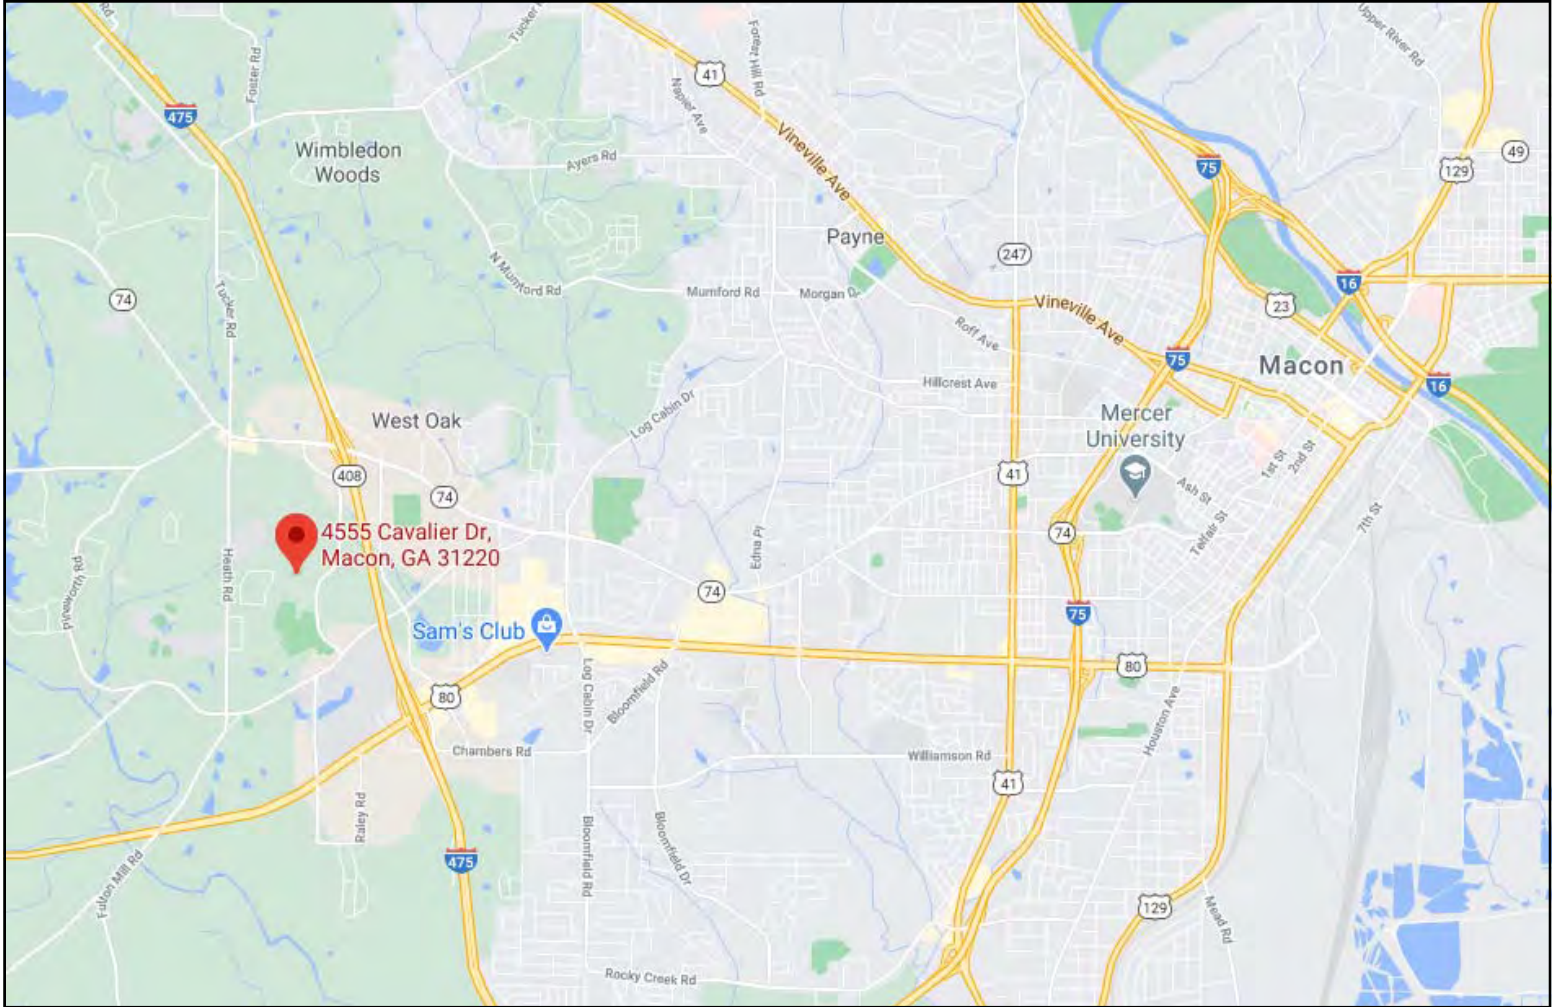 Rd
Tucker
Foster Rd
Forest Hill Rd
Upper River Rd
41
Napier Ave
475
Wimbledon
Woods
Ayers Rd
Vineville Ave
75
49
129
74
Tucker Rd
N Mumford Rd
Payne
247
Mumford Rd
Morgan D
16
23
Vineville Ave
Roff Ave
75
Macon
16
Hillcrest Ave
Log Cabin Dr
West Oak
Mercer
University
408
74
41
Ash St
1st St
2nd St
7th St
Telfair St
4555 Cavalier Dr,
Macon, GA 31220
74
Edna Pl
Heath Rd
Pineworth Rd
74
75
Sam's Club
80
80
Log Cabin Dr
Bloomfield Rd
Houston Ave
Chambers Rd
Williamson Rd
41
Raley Rd
Bloomfield Rd
Bloomfield Dr
475
Fulton Mill Rd
129
Mead Rd
Rocky Creek Rd